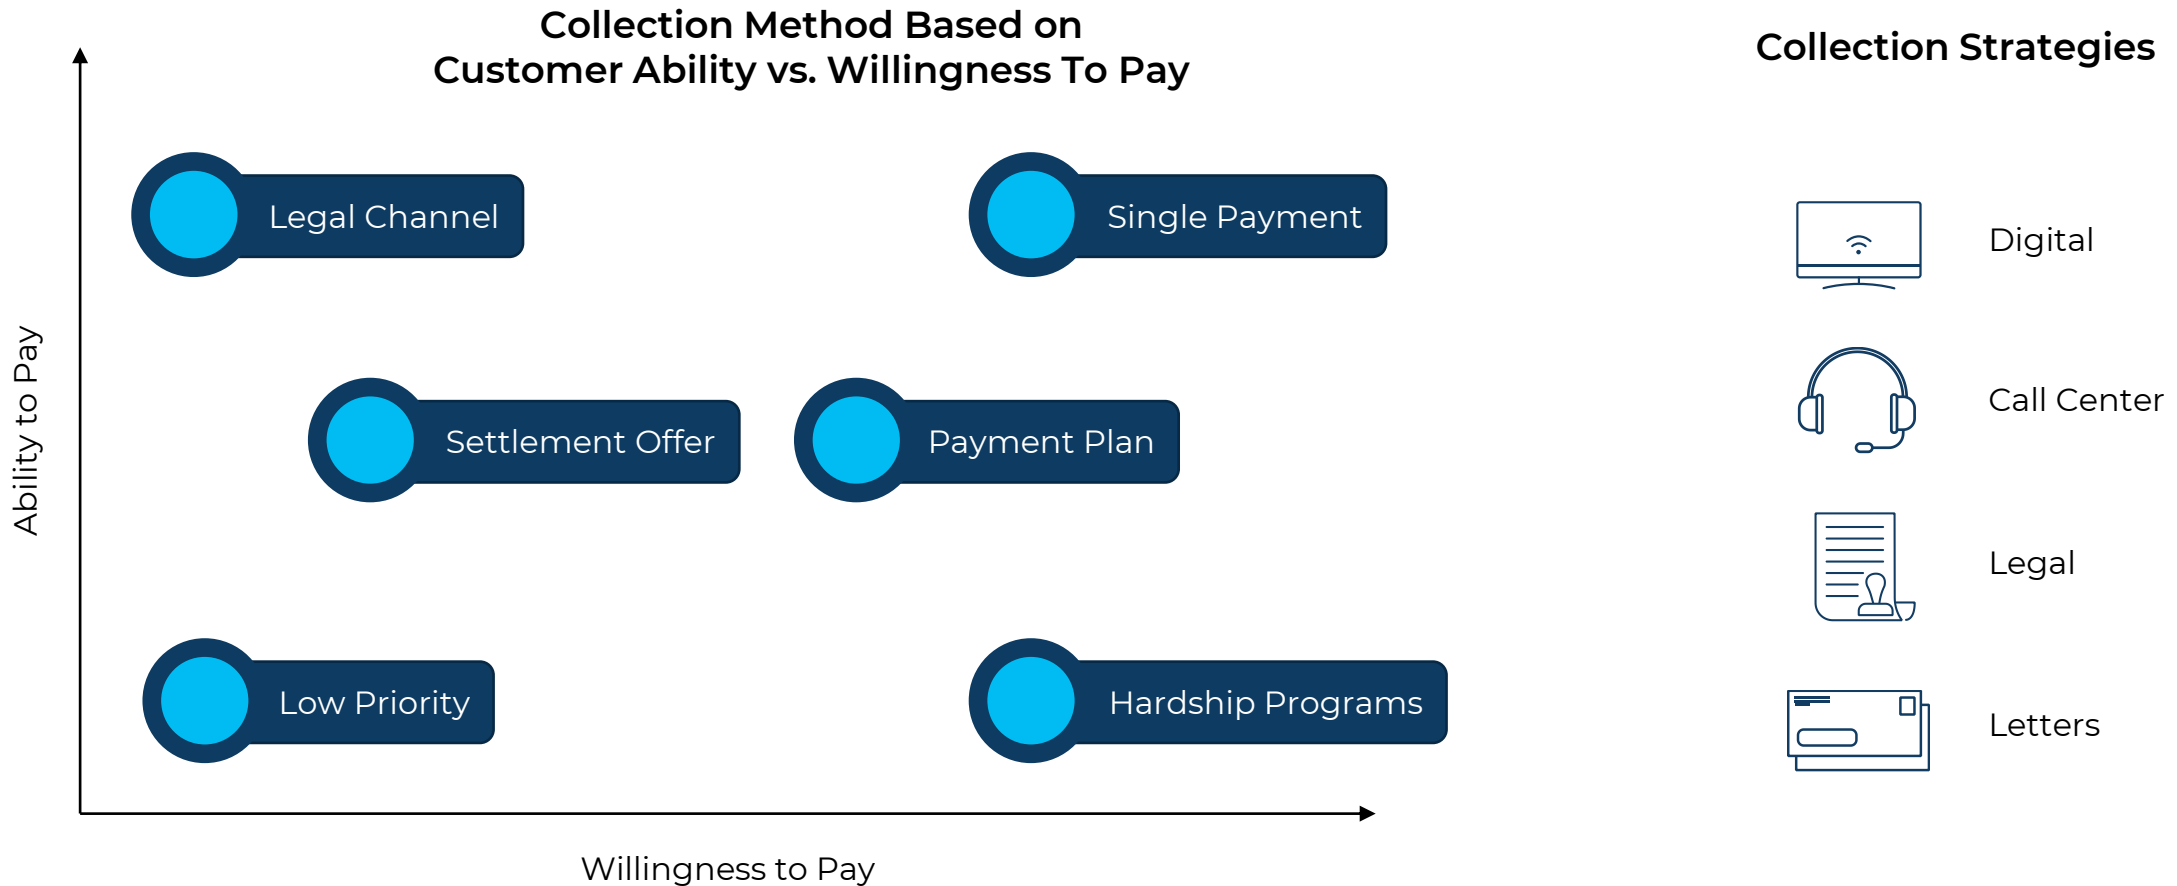 Collection Method Based on
Customer Ability vs. Willingness To Pay
Collection Strategies
Legal Channel
Single Payment
Digital
Ability to Pay
Call Center
Settlement Offer
Payment Plan
Legal
Low Priority
Hardship Programs
Letters
Willingness to Pay